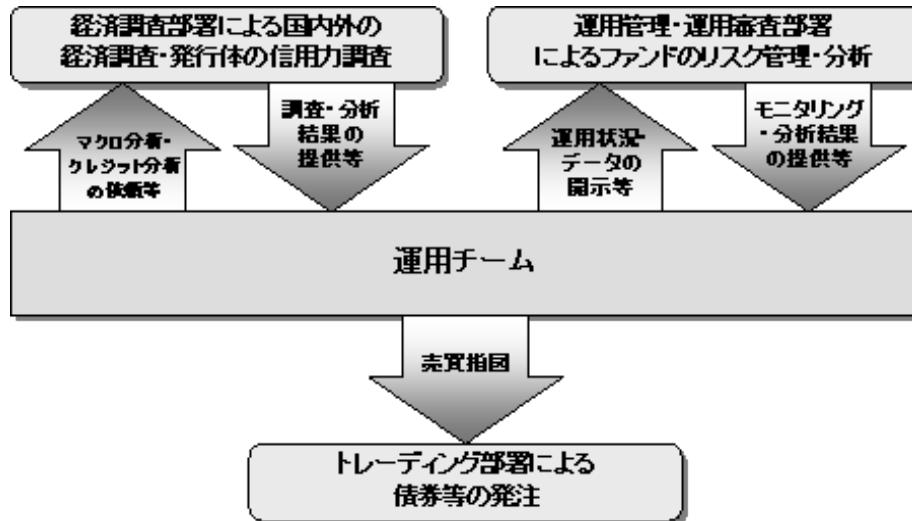 経済調査部署による国内外の
経済調査・発行体の信用力調査
運用管理・運用審査部署
によるファンドのリスク管理・分析
マクロ分析・
クレジット分析
の依頼等
調査・分析
結果の
提供等
運用状況・
データの
開示等
モニタリング
・分析結果
の提供等
運用チーム
売買指図
トレーディング部署による
債券等の発注